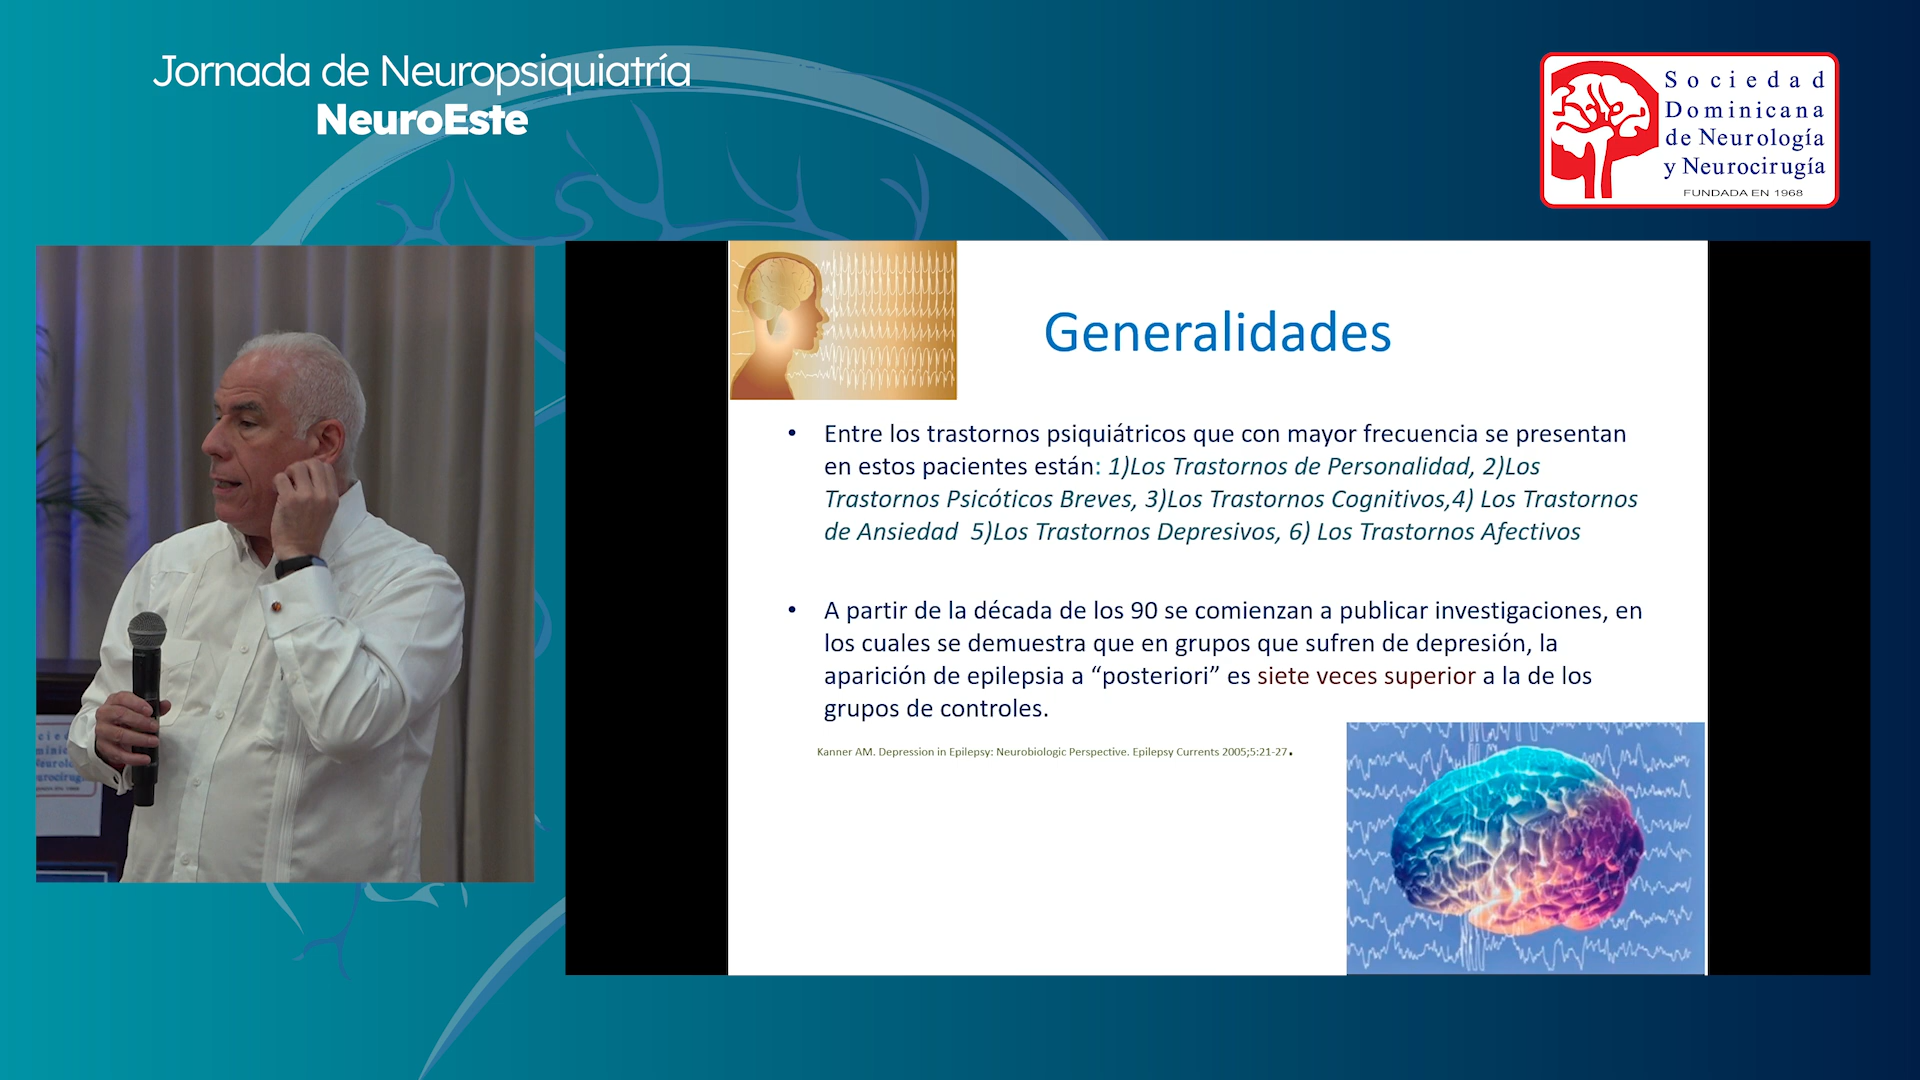 Jornada de Neuropsiquiatría
NeuroEste
Sociedad
Dominicana
de Neurología
y Neurocirugía
FUNDADA EN 1968
Generalidades
• Entre los trastornos psiquiátricos que con mayor frecuencia se presentan
en estos pacientes están: 1)Los Trastornos de Personalidad, 2)Los
Trastornos Psicóticos Breves, 3)Los Trastornos Cognitivos,4) Los Trastornos
de Ansiedad 5)Los Trastornos Depresivos, 6) Los Trastornos Afectivos
• A partir de la década de los 90 se comienzan a publicar investigaciones, en
los cuales se demuestra que en grupos que sufren de depresión, la
aparición de epilepsia a “posteriori” es siete veces superior a la de los
grupos de controles.
Kanner AM. Depression in Epilepsy: Neurobiologic Perspective. Epilepsy Currents 2005;5:21-27.